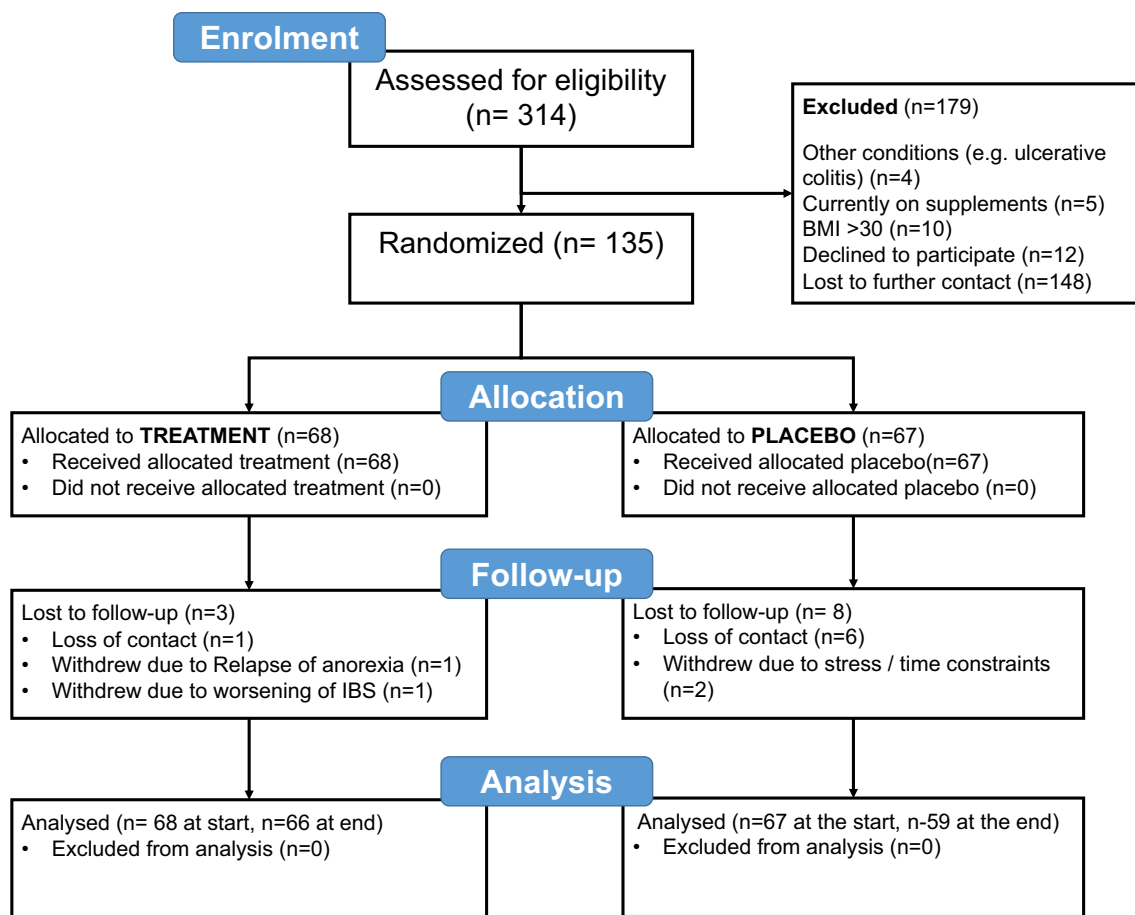 Enrolment
Assessed for eligibility
(n= 314)
Excluded (n=179)
Other conditions (e.g. ulcerative
colitis) (n=4)
Currently on supplements (n=5)
BMI >30 (n=10)
Declined to participate (n=12)
Lost to further contact (n=148)
Randomized (n= 135)
Allocation
Allocated to TREATMENT (n=68)
• Received allocated treatment (n=68)
• Did not receive allocated treatment (n=0)
Allocated to PLACEBO (n=67)
• Received allocated placebo(n=67)
• Did not receive allocated placebo (n=0)
Follow-up
Lost to follow-up (n=3)
• Loss of contact (n=1)
• Withdrew due to Relapse of anorexia (n=1)
• Withdrew due to worsening of IBS (n=1)
Lost to follow-up (n= 8)
• Loss of contact (n=6)
• Withdrew due to stress / time constraints
(n=2)
Analysis
Analysed (n= 68 at start, n=66 at end)
• Excluded from analysis (n=0)
Analysed (n=67 at the start, n-59 at the end)
• Excluded from analysis (n=0)